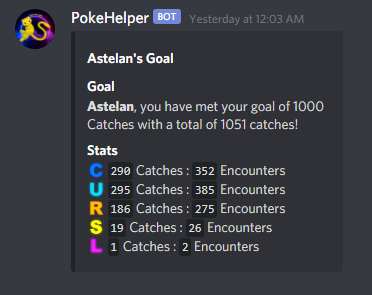 PokeHelper BOT Yesterday at 12:03 AM
Astelan's Goal
Goal
Astelan, you have met your goal of 1000
Catches with a total of 1051 catches!
Stats
C 290 Catches : 352 Encounters
U 295 Catches : 385 Encounters
R 186 Catches : 275 Encounters
S 19 Catches : 26 Encounters
L 1 Catches : 2 Encounters